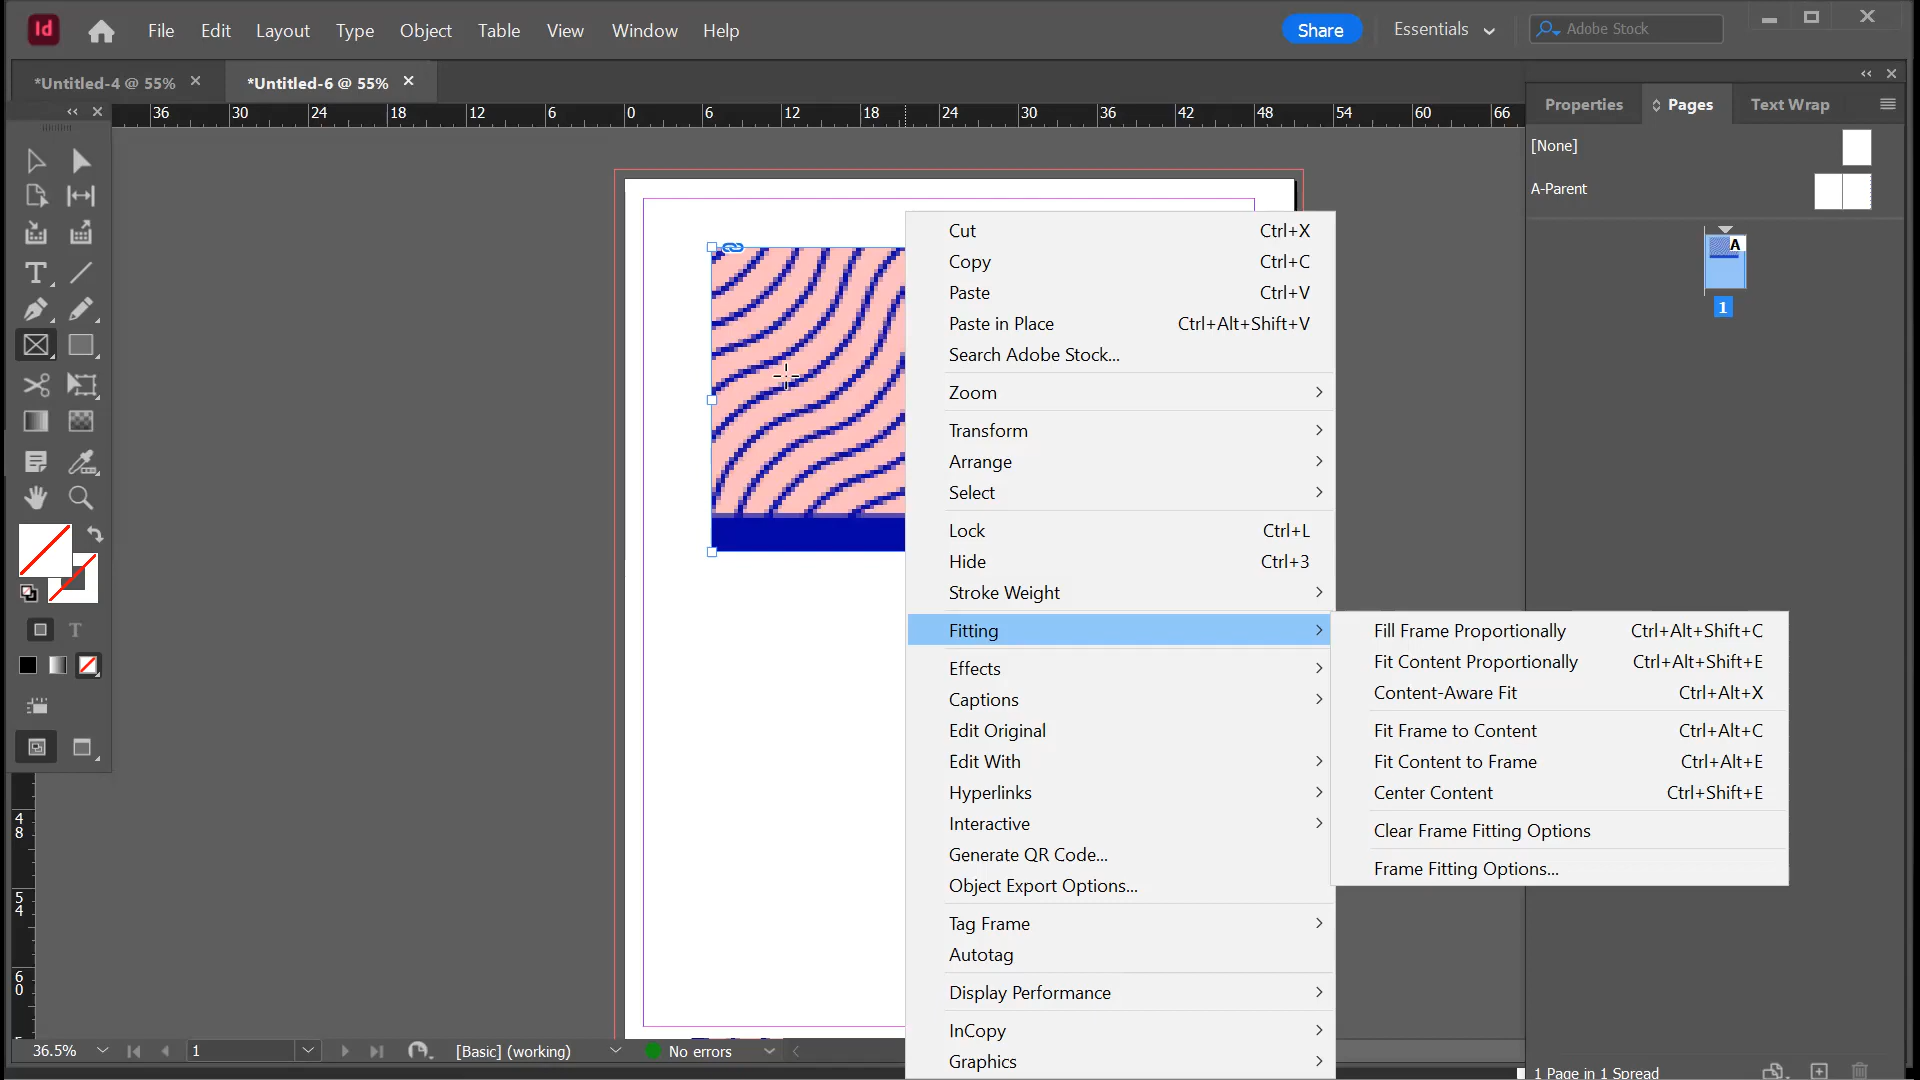 Id File Edit Layout Type Object Table View Window Help Share Essentials Adobe Stock
*Untitled-4 @ 55% *Untitled-6 @ 55%
36 30 24 18 12 6 0 6 12 18 24 30 36 42 48 54 60 66
Properties Pages Text Wrap
[None]
A-Parent
A
1
Cut Ctrl+X
Copy Ctrl+C
Paste Ctrl+V
Paste in Place Ctrl+Alt+Shift+V
Search Adobe Stock...
Zoom
Transform
Arrange
Select
Lock Ctrl+L
Hide Ctrl+3
Stroke Weight
Fitting
Effects
Captions
Edit Original
Edit With
Hyperlinks
Interactive
Generate QR Code...
Object Export Options...
Tag Frame
Autotag
Display Performance
InCopy
Graphics
Fill Frame Proportionally Ctrl+Alt+Shift+C
Fit Content Proportionally Ctrl+Alt+Shift+E
Content-Aware Fit Ctrl+Alt+X
Fit Frame to Content Ctrl+Alt+C
Fit Content to Frame Ctrl+Alt+E
Center Content Ctrl+Shift+E
Clear Frame Fitting Options
Frame Fitting Options...
T
T
48
54
60
36.5% 1 [Basic] (working) No errors
1 Page in 1 Spread